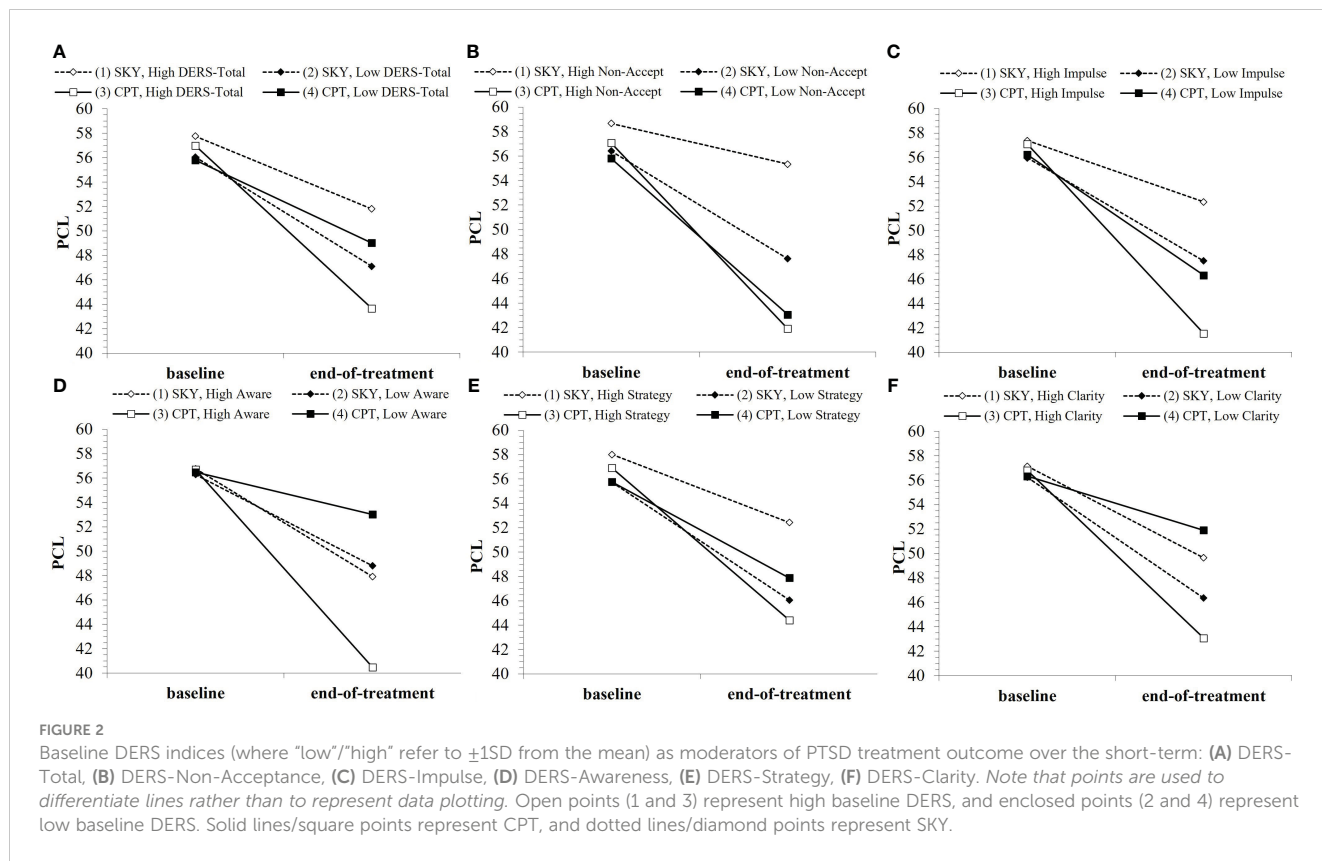 A
(1) SKY, High DERS-Total (2) SKY, Low DERS-Total
(3) CPT, High DERS-Total (4) CPT, Low DERS-Total
60
58
56
54
52
50
48
46
44
42
40
PCL
baseline end-of-treatment
B
(1) SKY, High Non-Accept (2) SKY, Low Non-Accept
(3) CPT, High Non-Accept (4) CPT, Low Non-Accept
60
58
56
54
52
50
48
46
44
42
40
PCL
baseline end-of-treatment
C
(1) SKY, High Impulse (2) SKY, Low Impulse
(3) CPT, High Impulse (4) CPT, Low Impulse
60
58
56
54
52
50
48
46
44
42
40
PCL
baseline end-of-treatment
D
(1) SKY, High Aware (2) SKY, Low Aware
(3) CPT, High Aware (4) CPT, Low Aware
60
58
56
54
52
50
48
46
44
42
40
PCL
baseline end-of-treatment
E
(1) SKY, High Strategy (2) SKY, Low Strategy
(3) CPT, High Strategy (4) CPT, Low Strategy
60
58
56
54
52
50
48
46
44
42
40
PCL
baseline end-of-treatment
F
(1) SKY, High Clarity (2) SKY, Low Clarity
(3) CPT, High Clarity (4) CPT, Low Clarity
60
58
56
54
52
50
48
46
44
42
40
PCL
baseline end-of-treatment
FIGURE 2
Baseline DERS indices (where "low"/"high" refer to ±1SD from the mean) as moderators of PTSD treatment outcome over the short-term: (A) DERS-
Total, (B) DERS-Non-Acceptance, (C) DERS-Impulse, (D) DERS-Awareness, (E) DERS-Strategy, (F) DERS-Clarity. Note that points are used to
differentiate lines rather than to represent data plotting. Open points (1 and 3) represent high baseline DERS, and enclosed points (2 and 4) represent
low baseline DERS. Solid lines/square points represent CPT, and dotted lines/diamond points represent SKY.